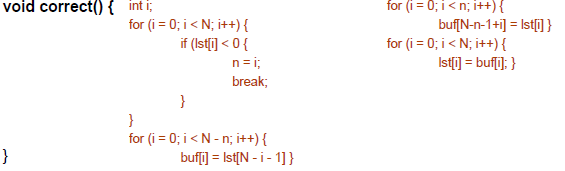 void correct() { int i;
for (i = 0; i < N; i++) {
if (lst[i] < 0 {
n = i;
break;
}
}
for (i = 0; i < N - n; i++) {
buf[i] = lst[N - i - 1] }
}
for (i = 0; i < n; i++) {
buf[N-n-1+i] = lst[i] }
for (i = 0; i < N; i++) {
lst[i] = buf[i]; }